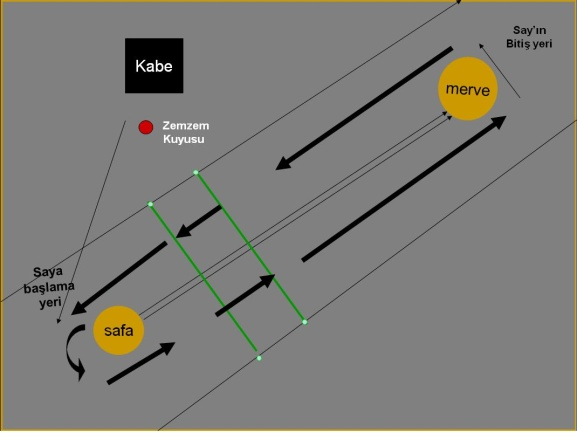 Say'ın
Bitiş yeri
Kabe
merve
Zemzem
Kuyusu
Saya
başlama
yeri
safa